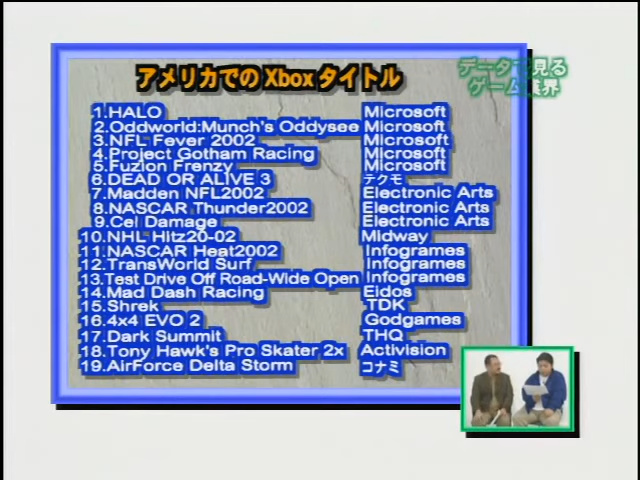 アメリカでのXboxタイトル
データで見る
ゲーム業界
1.HALO Microsoft
2.Oddworld:Munch's Oddysee Microsoft
3.NFL Fever 2002 Microsoft
4.Project Gotham Racing Microsoft
5.Fuzion Frenzy Microsoft
6.DEAD OR ALIVE 3 テクモ
7.Madden NFL2002 Electronic Arts
8.NASCAR Thunder2002 Electronic Arts
9.Cel Damage Electronic Arts
10.NHL Hitz20-02 Midway
11.NASCAR Heat2002 Infogrames
12.TransWorld Surf Infogrames
13.Test Drive Off Road-Wide Open Infogrames
14.Mad Dash Racing Eidos
15.Shrek TDK
16.4x4 EVO 2 Godgames
17.Dark Summit THQ
18.Tony Hawk's Pro Skater 2x Activision
19.AirForce Delta Storm コナミ